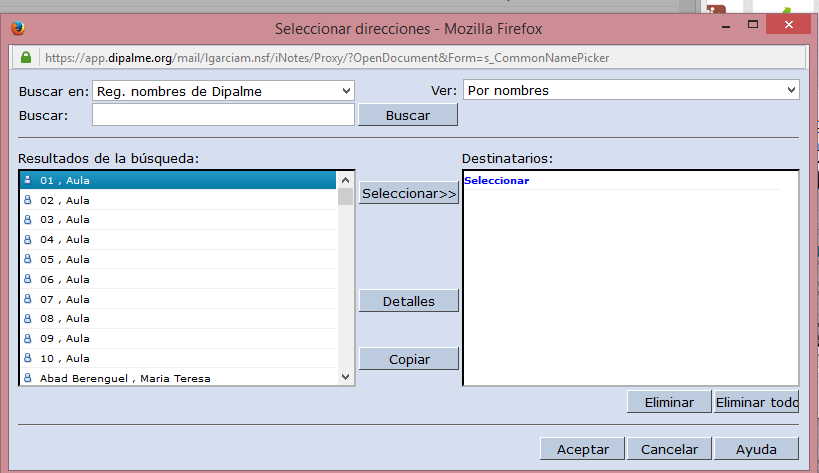 Seleccionar direcciones - Mozilla Firefox
https://app.dipalme.org/mail/lgarciam.nsf/iNotes/Proxy/?OpenDocument&Form=s_CommonNamePicker
Buscar en: Reg. nombres de Dipalme
Ver: Por nombres
Buscar: Buscar
Resultados de la búsqueda:
Destinatarios:
01 , Aula
02 , Aula
03 , Aula
04 , Aula
05 , Aula
06 , Aula
07 , Aula
08 , Aula
09 , Aula
10 , Aula
Abad Berenguel , Maria Teresa
Seleccionar>>
Detalles
Copiar
Seleccionar
Eliminar Eliminar todo
Aceptar Cancelar Ayuda